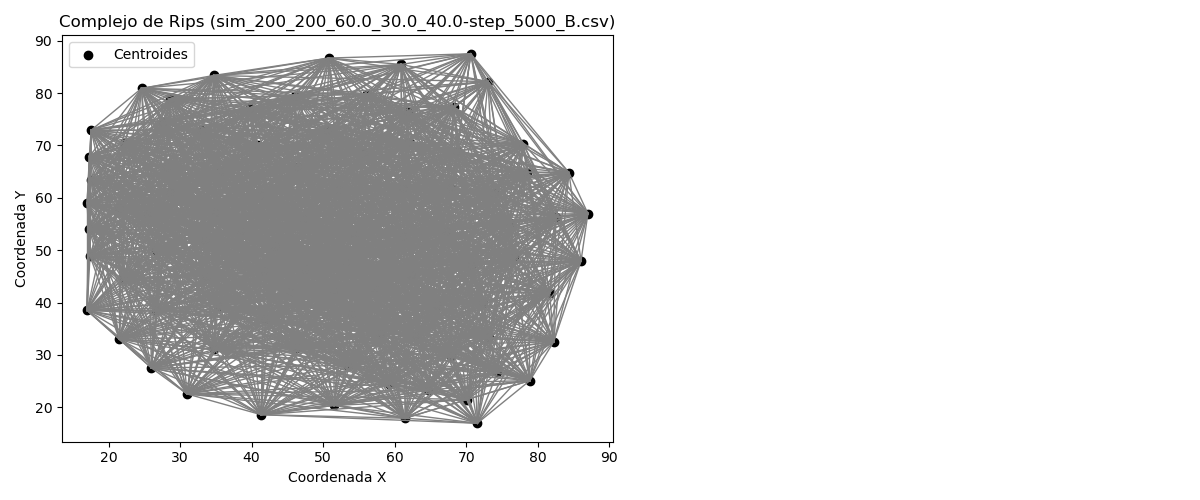 Complejo de Rips (sim_200_200_60.0_30.0_40.0-step_5000_B.csv)
Centroides
Coordenada Y
90
80
70
60
50
40
30
20
20 30 40 50 60 70 80 90
Coordenada X